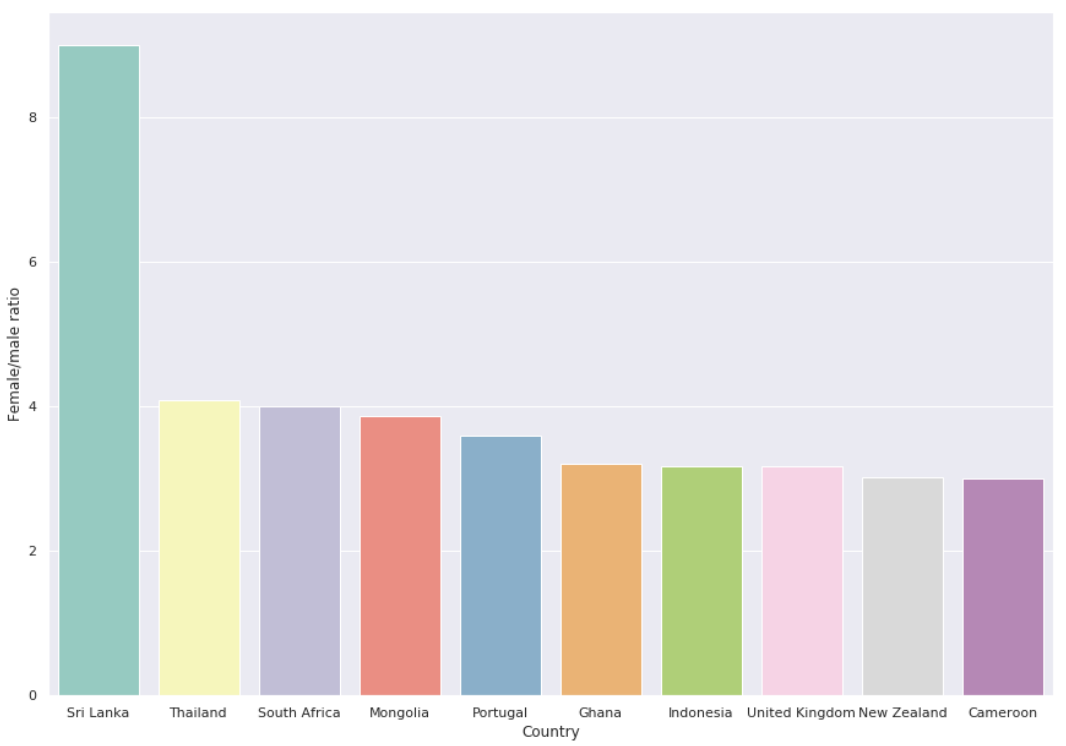 8
6
4
2
0
Female/male ratio
Sri Lanka Thailand South Africa Mongolia Portugal Ghana Indonesia United Kingdom New Zealand Cameroon
Country